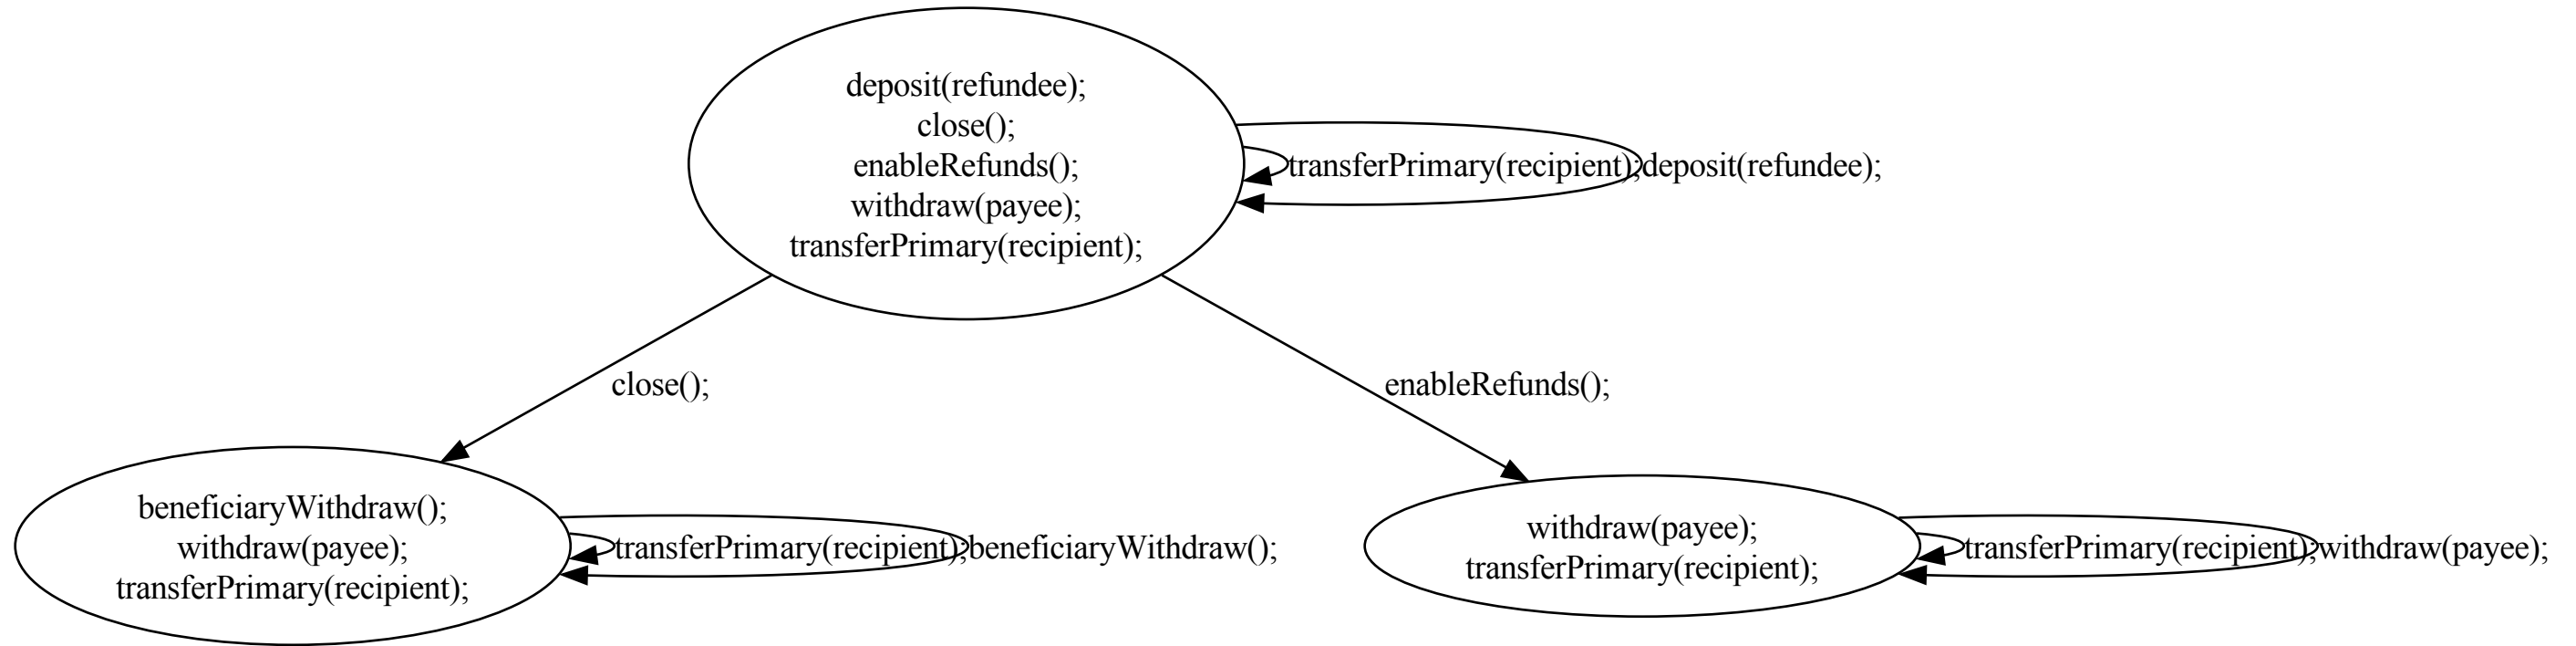 deposit(refundee);
close();
enableRefunds();
withdraw(payee);
transferPrimary(recipient);
transferPrimary(recipient);
deposit(refundee);
close();
enableRefunds();
beneficiaryWithdraw();
withdraw(payee);
transferPrimary(recipient);
transferPrimary(recipient);
beneficiaryWithdraw();
withdraw(payee);
transferPrimary(recipient);
transferPrimary(recipient);
withdraw(payee);